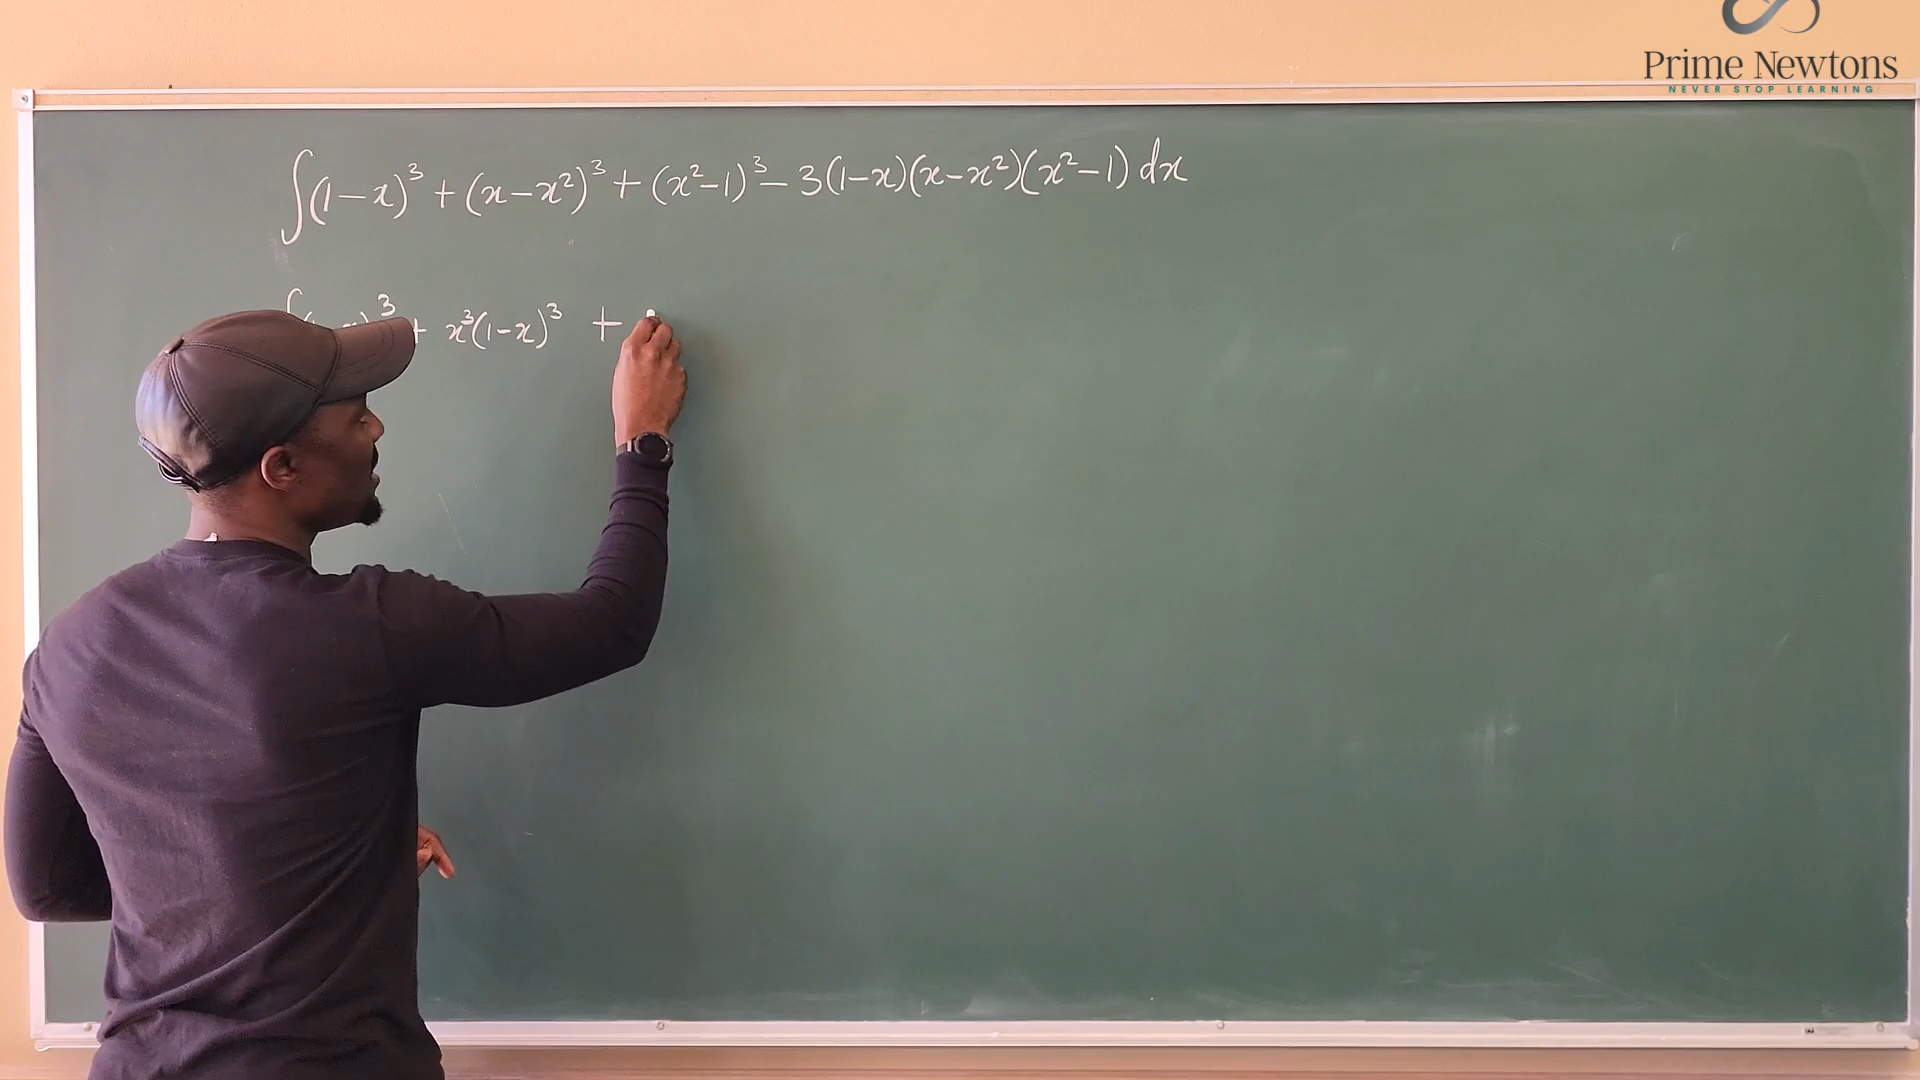 Prime Newtons
NEVER STOP LEARNING
∫(1-x)³ + (x-x²)³ + (x²-1)³ - 3(1-x)(x-x²)(x²-1) dx
³ + x³(1-x)³ +